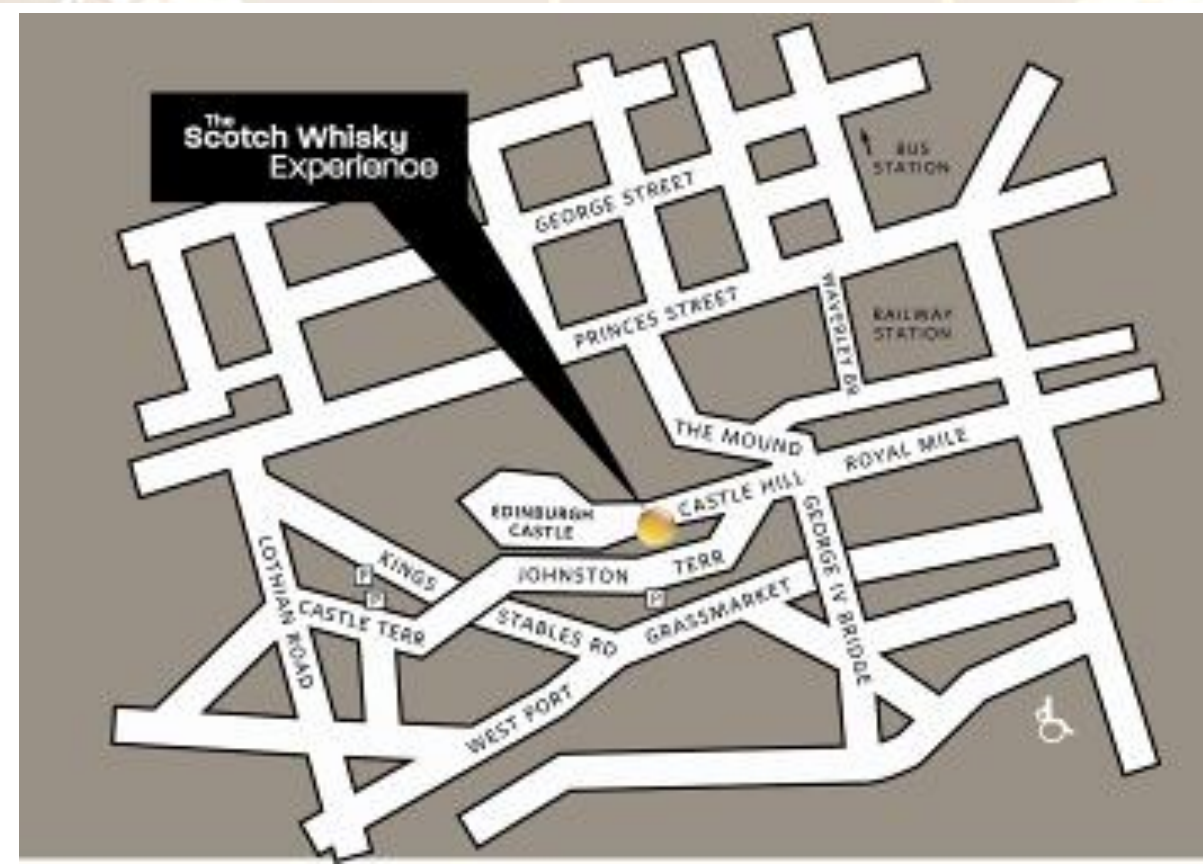 The
Scotch Whisky
Experience
BUS
STATION
GEORGE STREET
PRINCES STREET
WAVERLEY BR
RAILWAY
STATION
THE MOUND
ROYAL MILE
CASTLE HILL
EDINBURGH
CASTLE
GEORGE IV BRIDGE
LOTHIAN ROAD
KINGS
STABLES RD
JOHNSTON TERR
P
P
P
CASTLE TERR
GRASSMARKET
WEST PORT